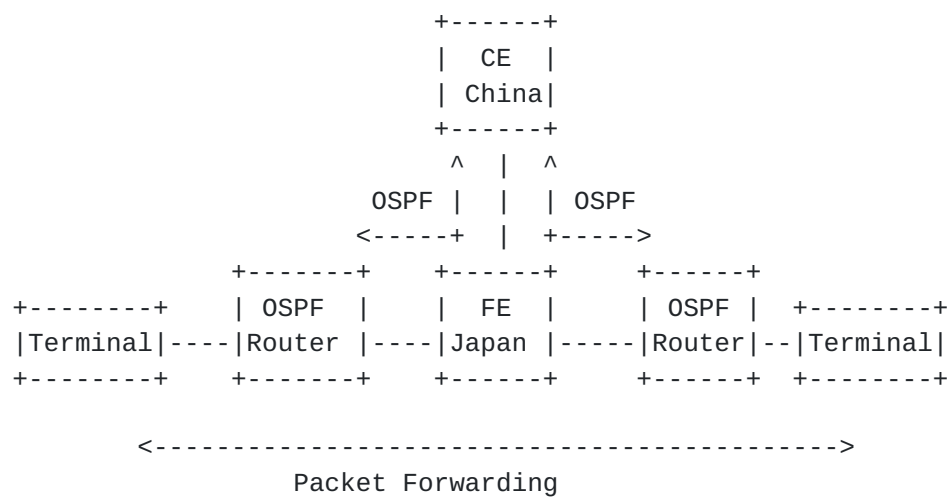 CE
China
OSPF OSPF
OSPF FE OSPF
Terminal Router Japan Router Terminal
Packet Forwarding